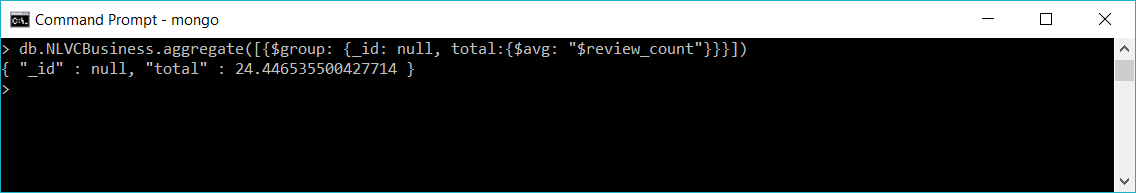 Command Prompt - mongo
> db.NLVCBusiness.aggregate([{$group: {_id: null, total:{$avg: "$review_count"}}}])
{ "_id" : null, "total" : 24.446535500427714 }
>